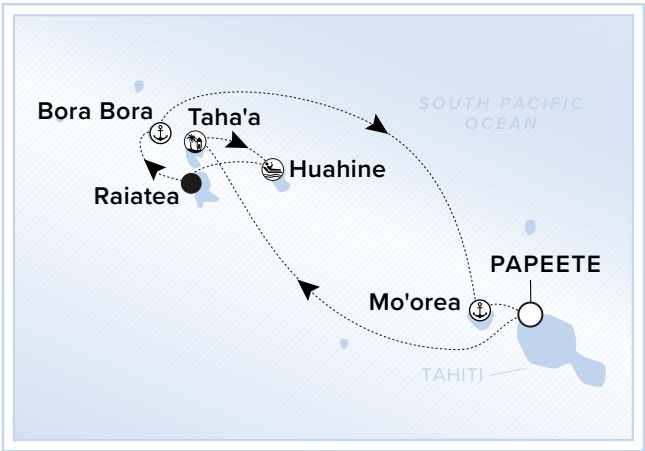 SOUTH PACIFIC
OCEAN
Bora Bora
Taha'a
Huahine
Raiatea
PAPEETE
Mo'orea
TAHITI